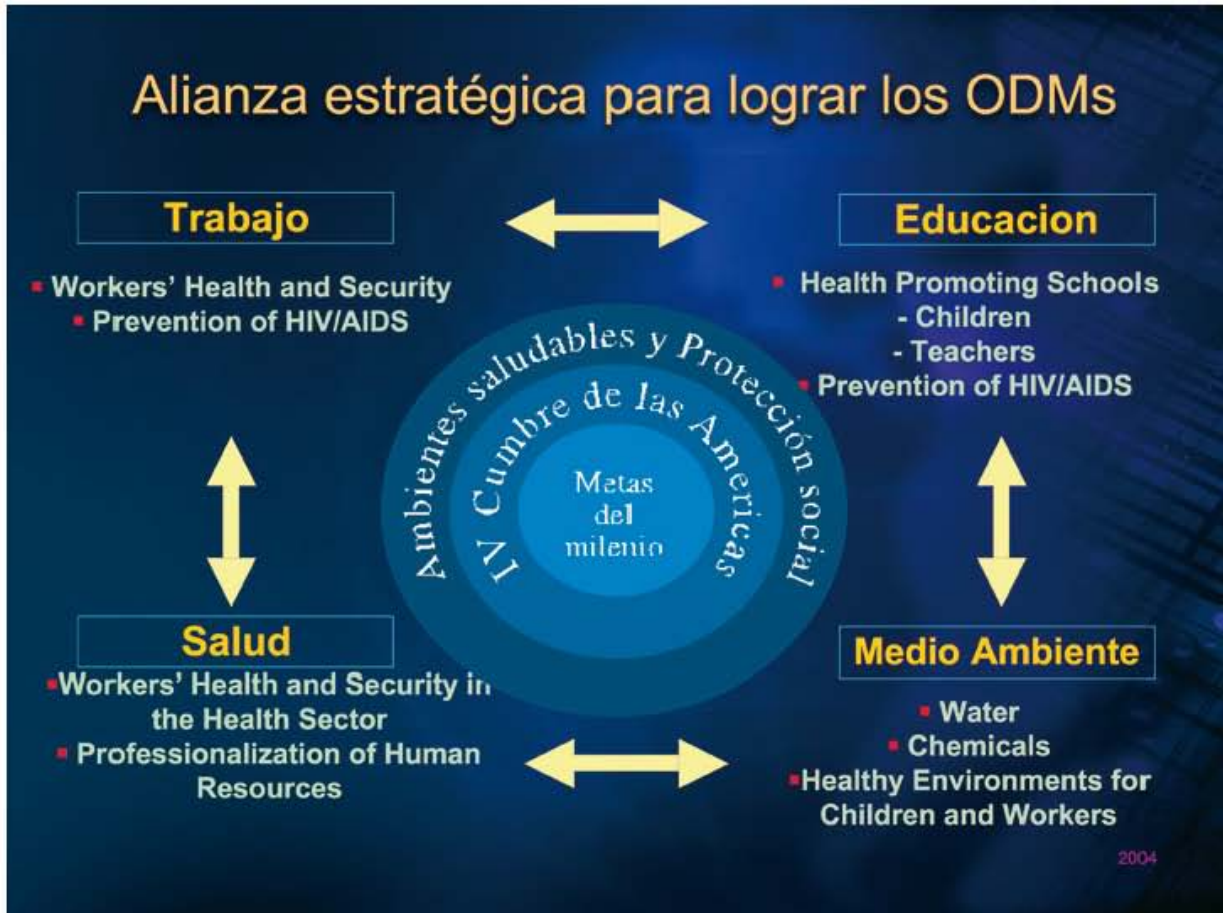 Alianza estratégica para lograr los ODMs
Trabajo
▪ Workers' Health and Security
▪ Prevention of HIV/AIDS
Educacion
▪ Health Promoting Schools
- Children
- Teachers
▪ Prevention of HIV/AIDS
Ambientes saludables y Protección social
IV Cumbre de las Americas
Metas
del
milenio
Salud
▪Workers' Health and Security in
the Health Sector
▪ Professionalization of Human
Resources
Medio Ambiente
▪ Water
▪ Chemicals
▪Healthy Environments for
Children and Workers
2004